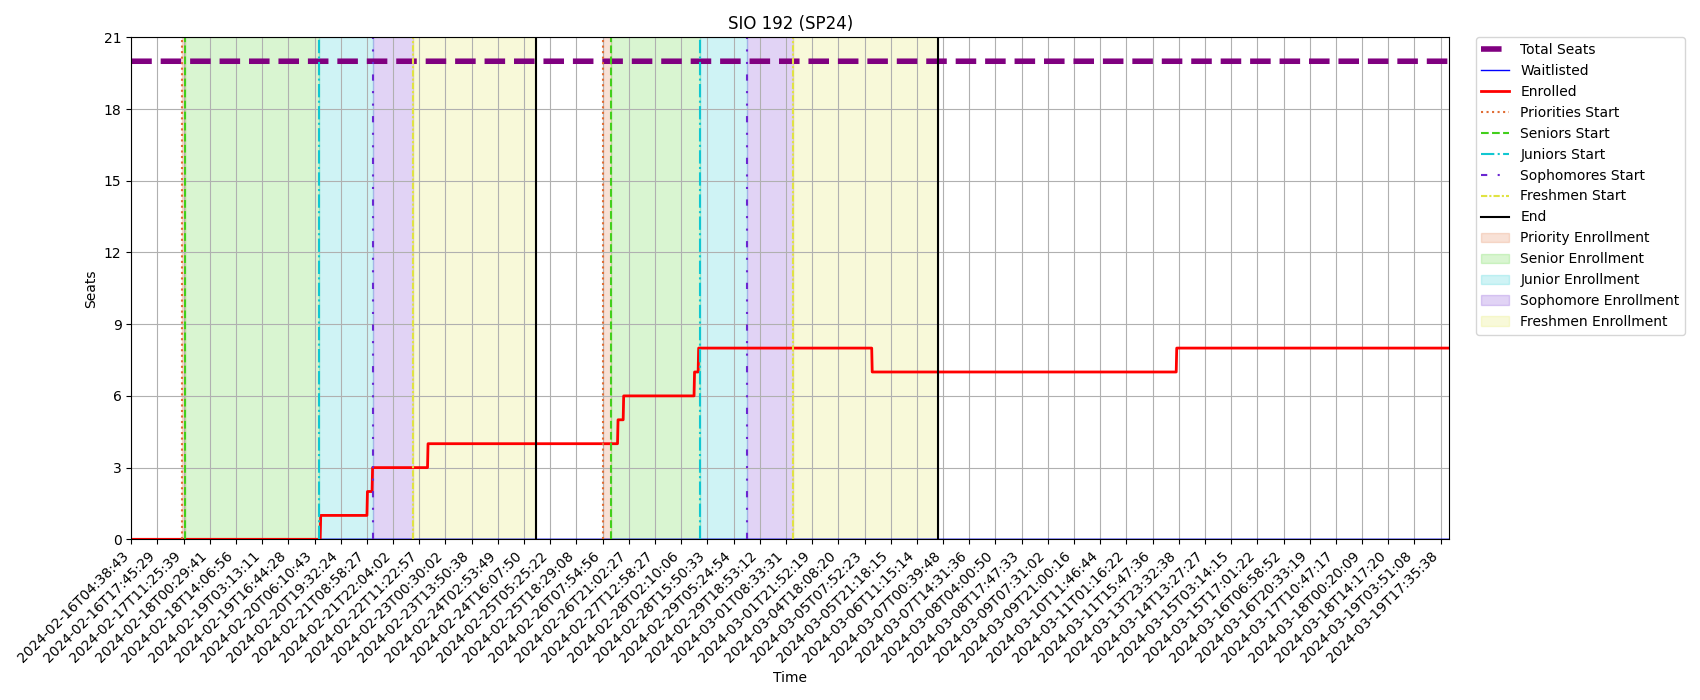 SIO 192 (SP24)
21
18
15
12
9
6
3
0
Seats
2024-02-16T04:38:43
2024-02-16T17:45:29
2024-02-17T11:25:39
2024-02-18T00:29:41
2024-02-18T14:06:56
2024-02-19T03:13:11
2024-02-19T16:44:28
2024-02-20T06:10:43
2024-02-20T19:32:24
2024-02-21T08:58:27
2024-02-21T22:04:02
2024-02-22T11:22:57
2024-02-23T00:30:02
2024-02-23T13:50:38
2024-02-24T02:53:49
2024-02-24T16:07:50
2024-02-25T05:25:22
2024-02-25T18:29:08
2024-02-26T07:54:56
2024-02-26T21:02:27
2024-02-27T12:58:27
2024-02-28T02:10:06
2024-02-28T15:50:33
2024-02-29T05:24:54
2024-02-29T18:53:12
2024-03-01T08:33:31
2024-03-01T21:52:19
2024-03-04T18:08:20
2024-03-05T07:52:23
2024-03-05T21:18:15
2024-03-06T11:15:14
2024-03-07T00:39:48
2024-03-07T14:31:36
2024-03-08T04:00:50
2024-03-08T17:47:33
2024-03-09T07:31:02
2024-03-09T21:00:16
2024-03-10T11:46:44
2024-03-11T01:16:22
2024-03-11T15:47:36
2024-03-13T23:32:38
2024-03-14T13:27:27
2024-03-15T03:14:15
2024-03-15T17:01:22
2024-03-16T06:58:52
2024-03-16T20:33:19
2024-03-17T10:47:17
2024-03-18T00:20:09
2024-03-18T14:17:20
2024-03-19T03:51:08
2024-03-19T17:35:38
Time
Total Seats
Waitlisted
Enrolled
Priorities Start
Seniors Start
Juniors Start
Sophomores Start
Freshmen Start
End
Priority Enrollment
Senior Enrollment
Junior Enrollment
Sophomore Enrollment
Freshmen Enrollment